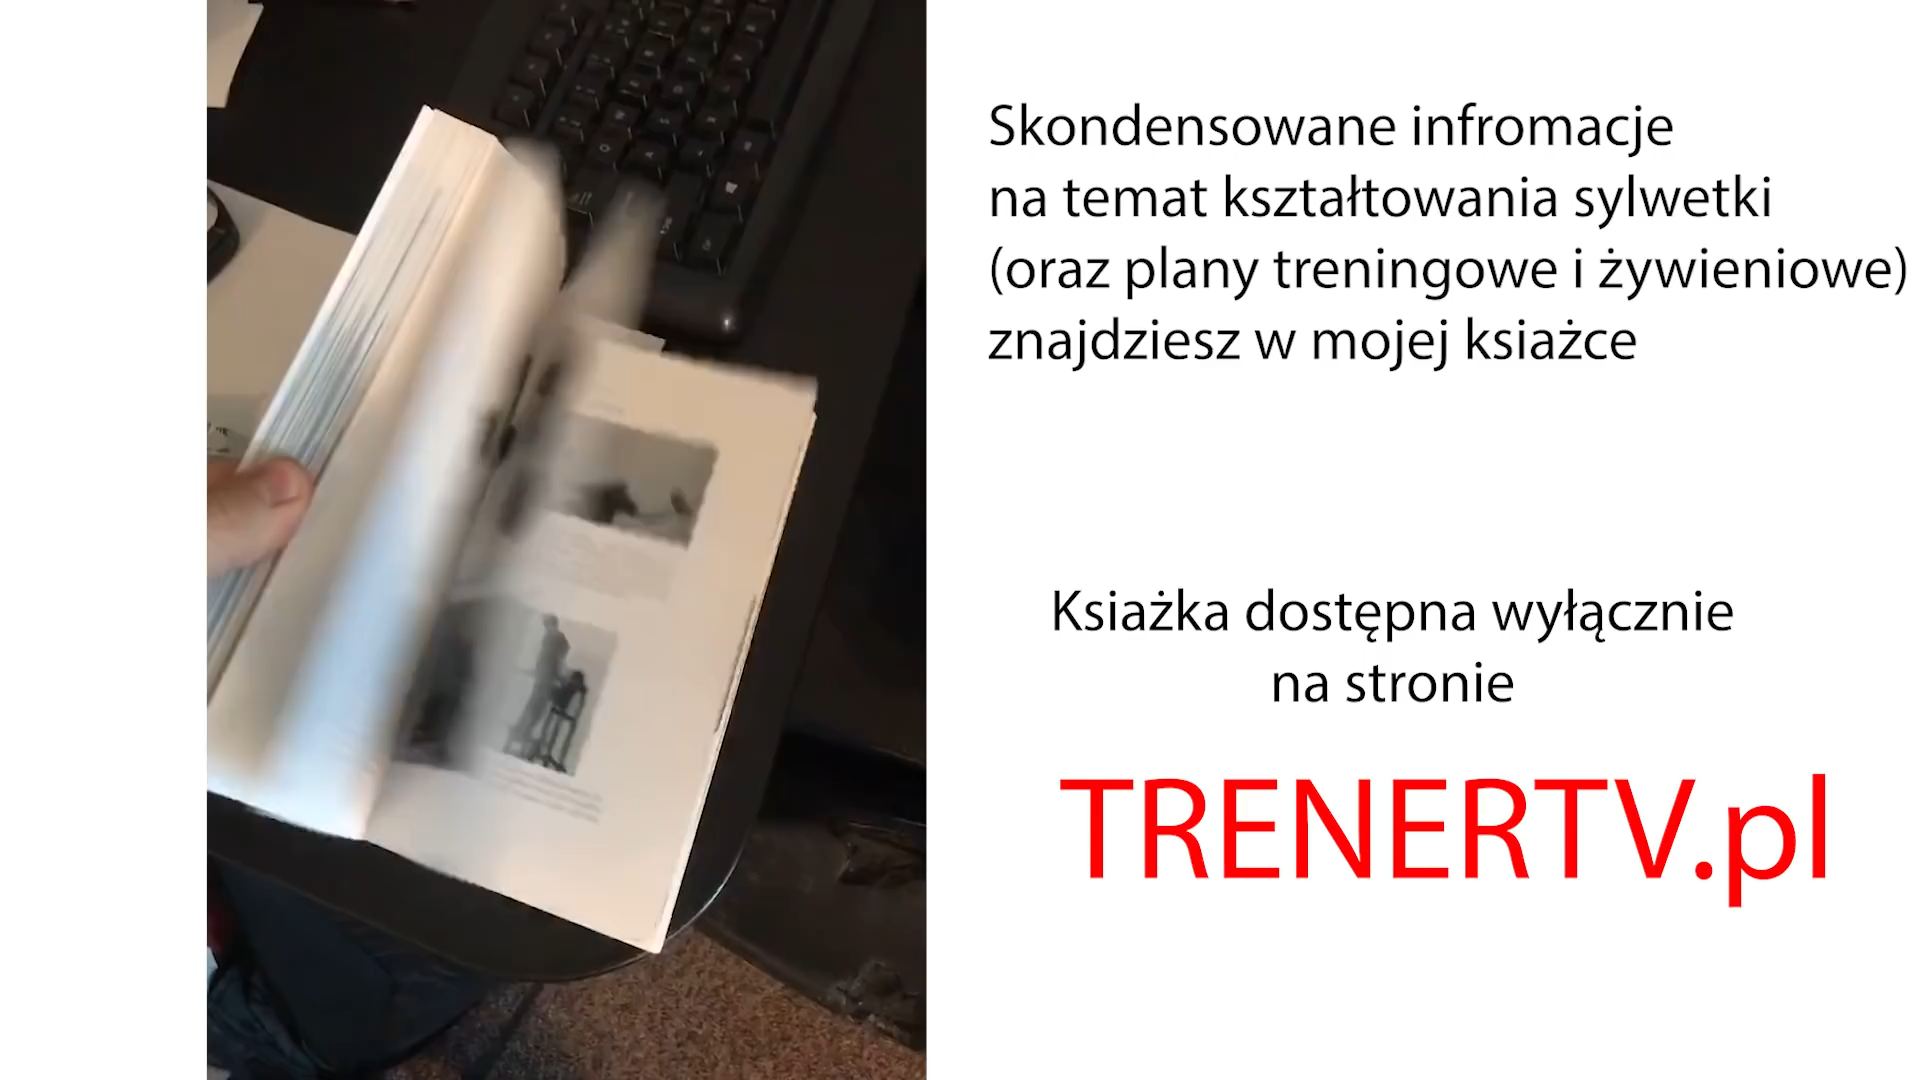 Skondensowane infromacje
na temat kształtowania sylwetki
(oraz plany treningowe i żywieniowe)
znajdziesz w mojej ksiażce
Ksiażka dostępna wyłącznie
na stronie
TRENERTV.pl